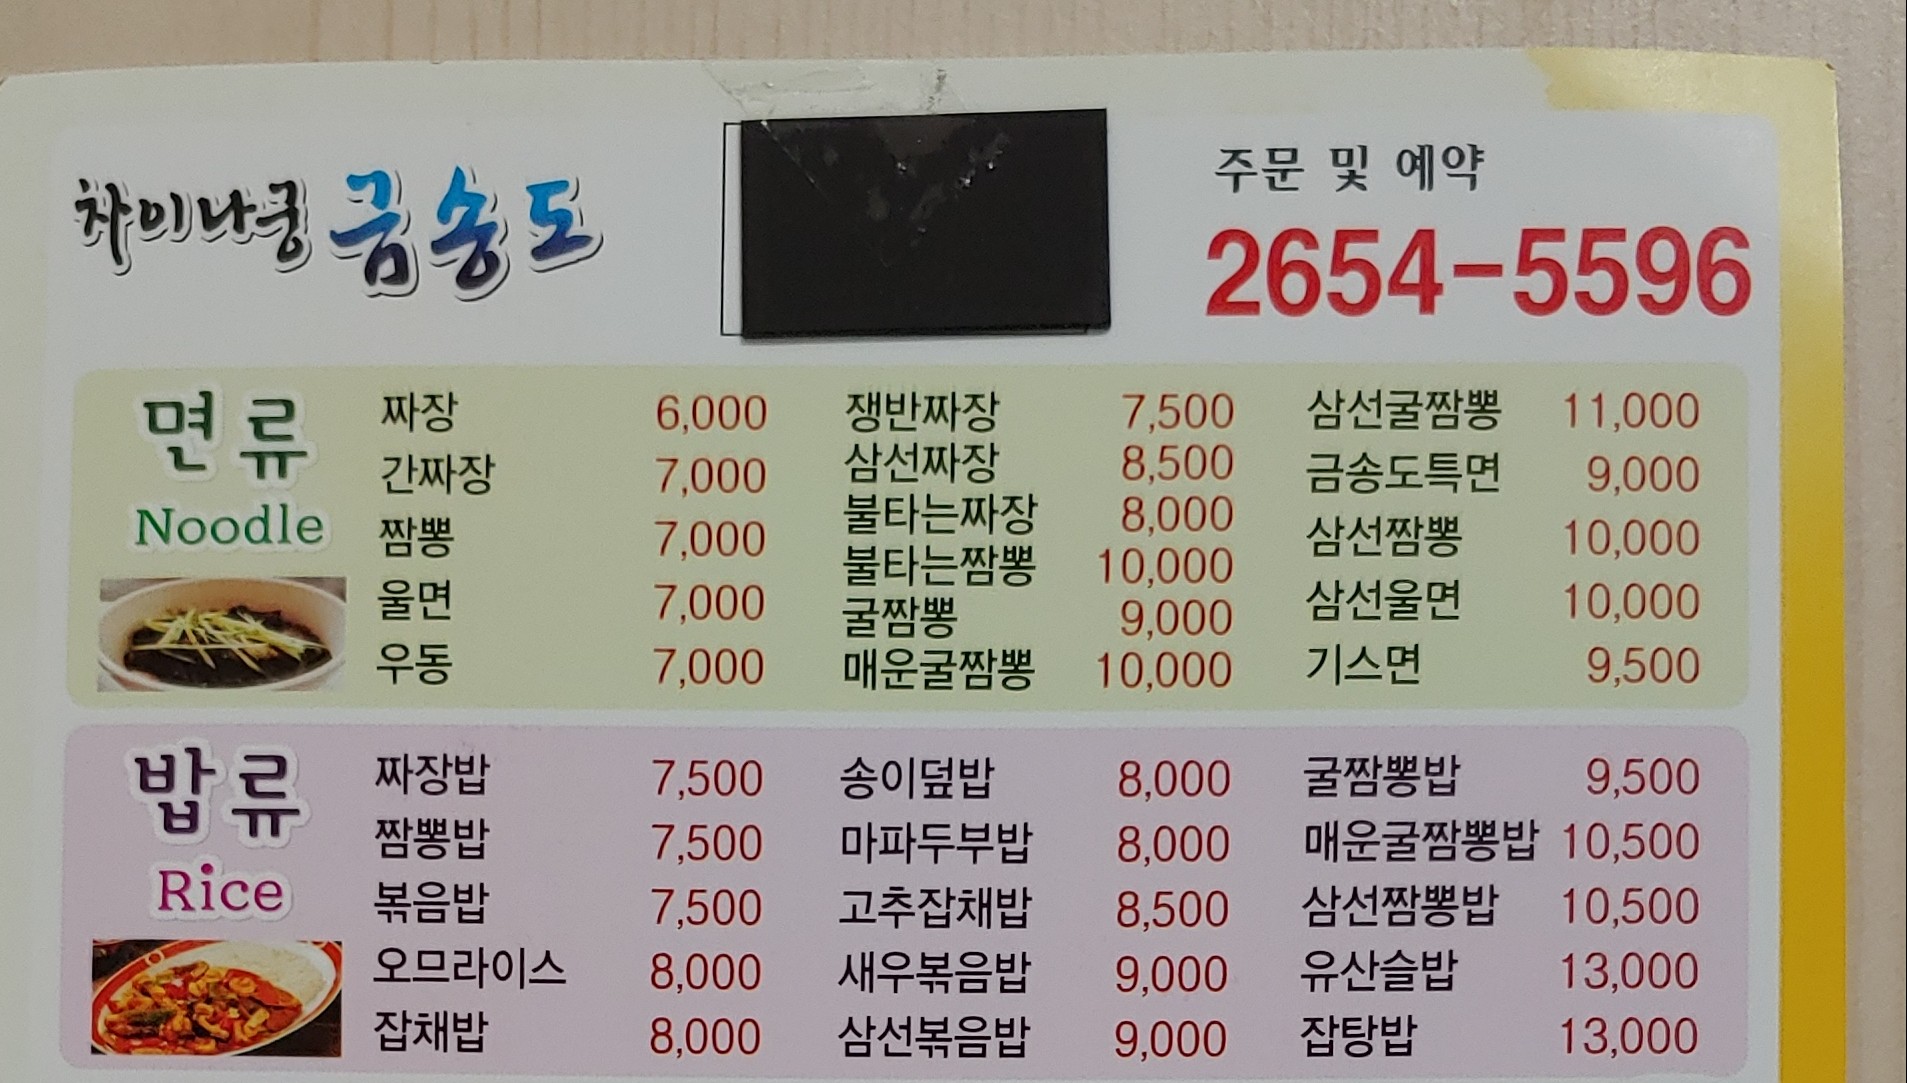 차이나궁 금송도
주문 및 예약
2654-5596
면류
Noodle
짜장 6,000
간짜장 7,000
짬뽕 7,000
울면 7,000
우동 7,000
쟁반짜장 7,500
삼선짜장 8,500
불타는짜장 8,000
불타는짬뽕 10,000
굴짬뽕 9,000
매운굴짬뽕 10,000
삼선굴짬뽕 11,000
금송도특면 9,000
삼선짬뽕 10,000
삼선울면 10,000
기스면 9,500
밥류
Rice
짜장밥 7,500
짬뽕밥 7,500
볶음밥 7,500
오므라이스 8,000
잡채밥 8,000
송이덮밥 8,000
마파두부밥 8,000
고추잡채밥 8,500
새우볶음밥 9,000
삼선볶음밥 9,000
굴짬뽕밥 9,500
매운굴짬뽕밥 10,500
삼선짬뽕밥 10,500
유산슬밥 13,000
잡탕밥 13,000